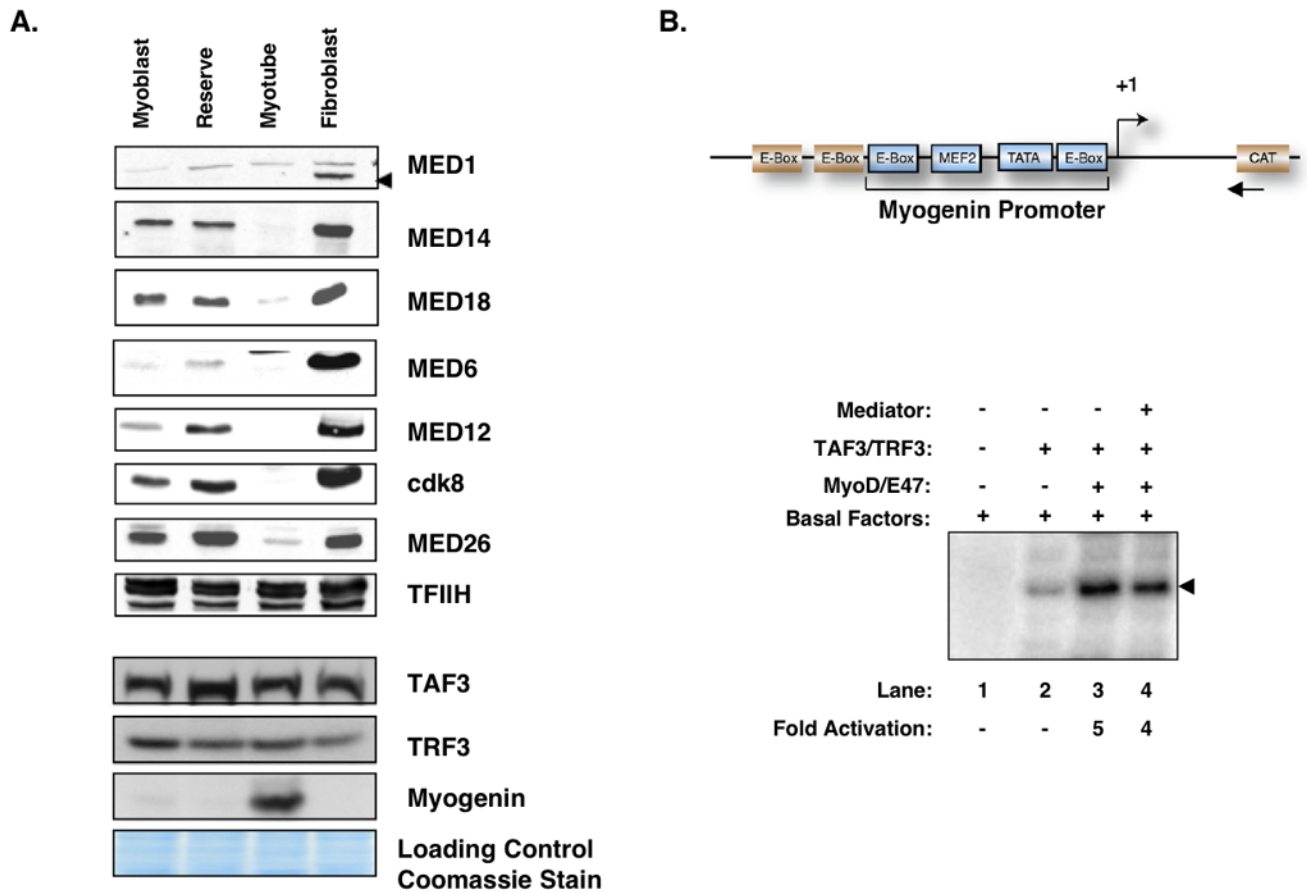 A.
Myoblast
Reserve
Myotube
Fibroblast
MED1
MED14
MED18
MED6
MED12
cdk8
MED26
TFIIH
TAF3
TRF3
Myogenin
Loading Control
Coomassie Stain
B.
+1
E-Box E-Box E-Box MEF2 TATA E-Box CAT
Myogenin Promoter
Mediator: - - - +
TAF3/TRF3: - + + +
MyoD/E47: - - + +
Basal Factors: + + + +
Lane: 1 2 3 4
Fold Activation: - - 5 4